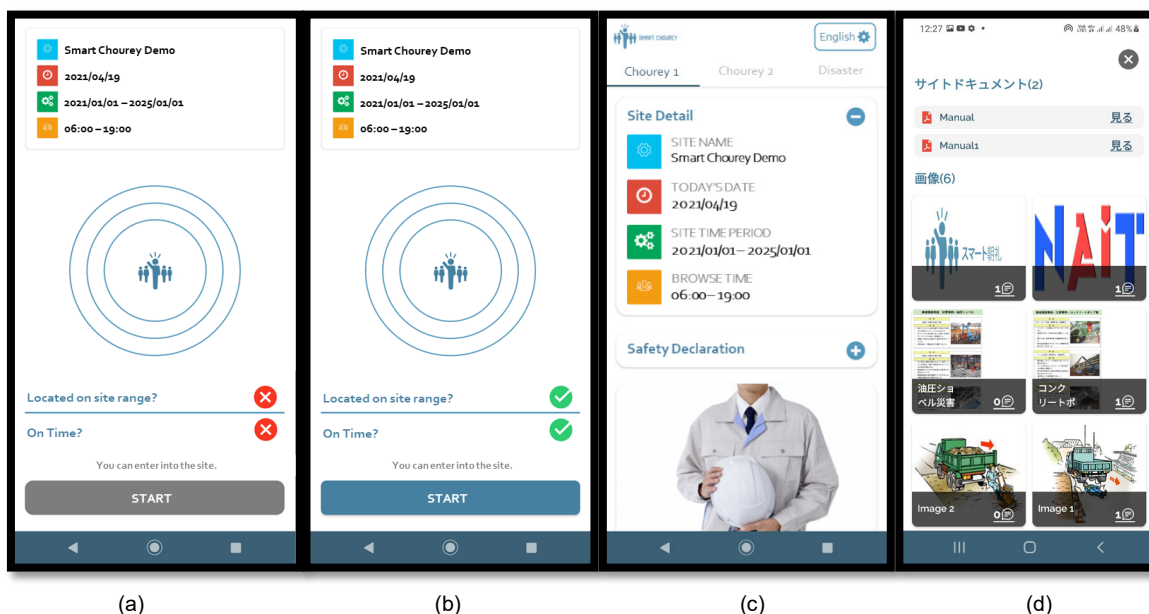 Smart Chourey Demo
2021/04/19
2021/01/01 – 2025/01/01
06:00 – 19:00
Located on site range?
On Time?
You can enter into the site.
START
(a)
Smart Chourey Demo
2021/04/19
2021/01/01 – 2025/01/01
06:00 – 19:00
Located on site range?
On Time?
You can enter into the site.
START
(b)
SMART CHOUREY
English
Chourey 1
Chourey 2
Disaster
Site Detail
SITE NAME
Smart Chourey Demo
TODAY'S DATE
2021/04/19
SITE TIME PERIOD
2021/01/01 – 2025/01/01
BROWSE TIME
06:00 – 19:00
Safety Declaration
(c)
12:27
48%
サイトドキュメント(2)
Manual
見る
Manual1
見る
画像(6)
スマート朝礼
1
NAiT
1
油圧ショ
ベル災害
0
コンク
リートポ
1
Image 2
0
Image 1
1
(d)